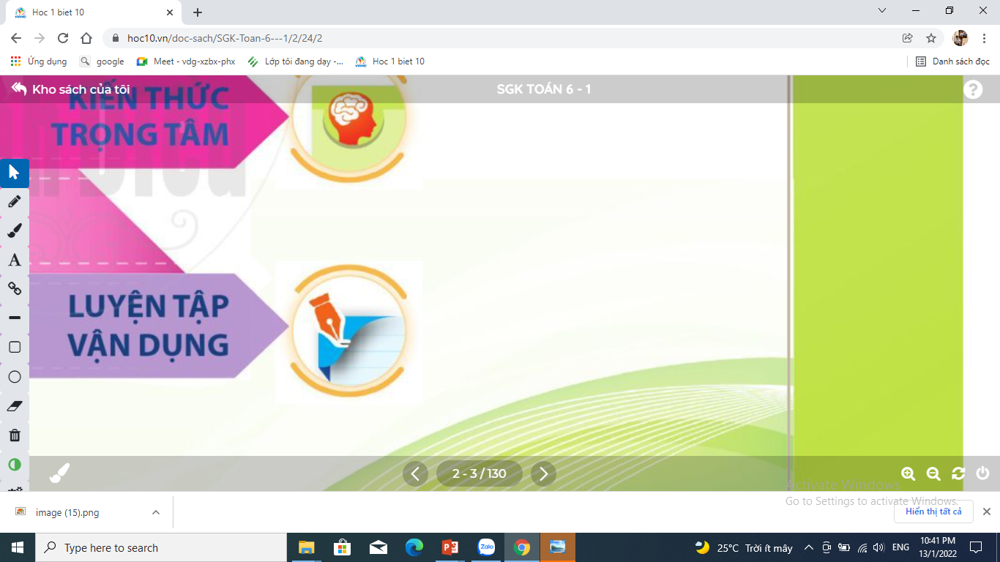 Hoc 1 biet 10
hoc10.vn/doc-sach/SGK-Toan-6---1/2/24/2
Ứng dụng
google
Meet - vdg-xzbx-phx
Lớp tôi đang dạy -...
Hoc 1 biet 10
Danh sách đọc
Kho sách của tôi
SGK TOÁN 6 - 1
?
KIẾN THỨC
TRỌNG TÂM
A
LUYỆN TẬP
VẬN DỤNG
2 - 3 / 130
Activate Windows
Go to Settings to activate Windows.
image (15).png
Hiển thị tất cả
Type here to search
Zalo
25°C Trời ít mây
ENG
10:41 PM
13/1/2022